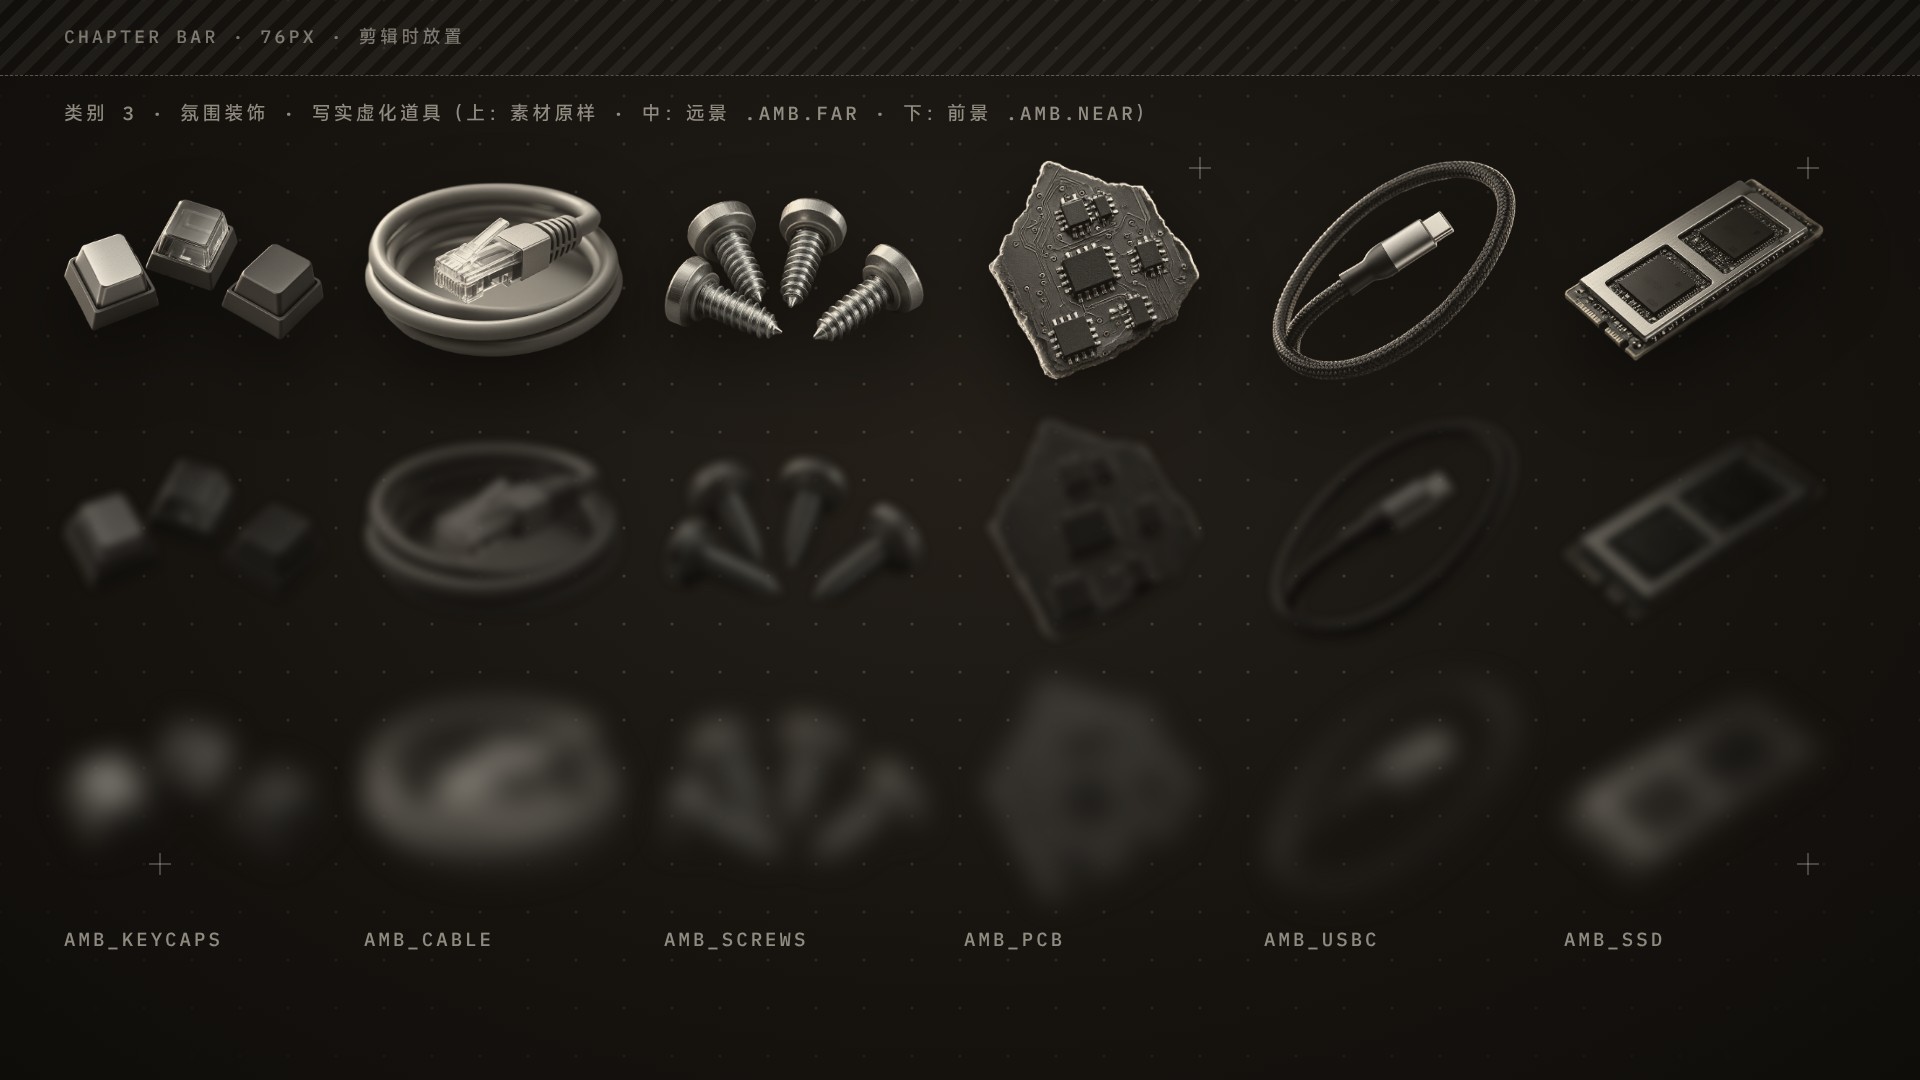 CHAPTER BAR · 76PX · 剪辑时放置
类别 3 · 氛围装饰 · 写实虚化道具（上: 素材原样 · 中: 远景 .AMB.FAR · 下: 前景 .AMB.NEAR）
AMB_KEYCAPS AMB_CABLE AMB_SCREWS AMB_PCB AMB_USBC AMB_SSD